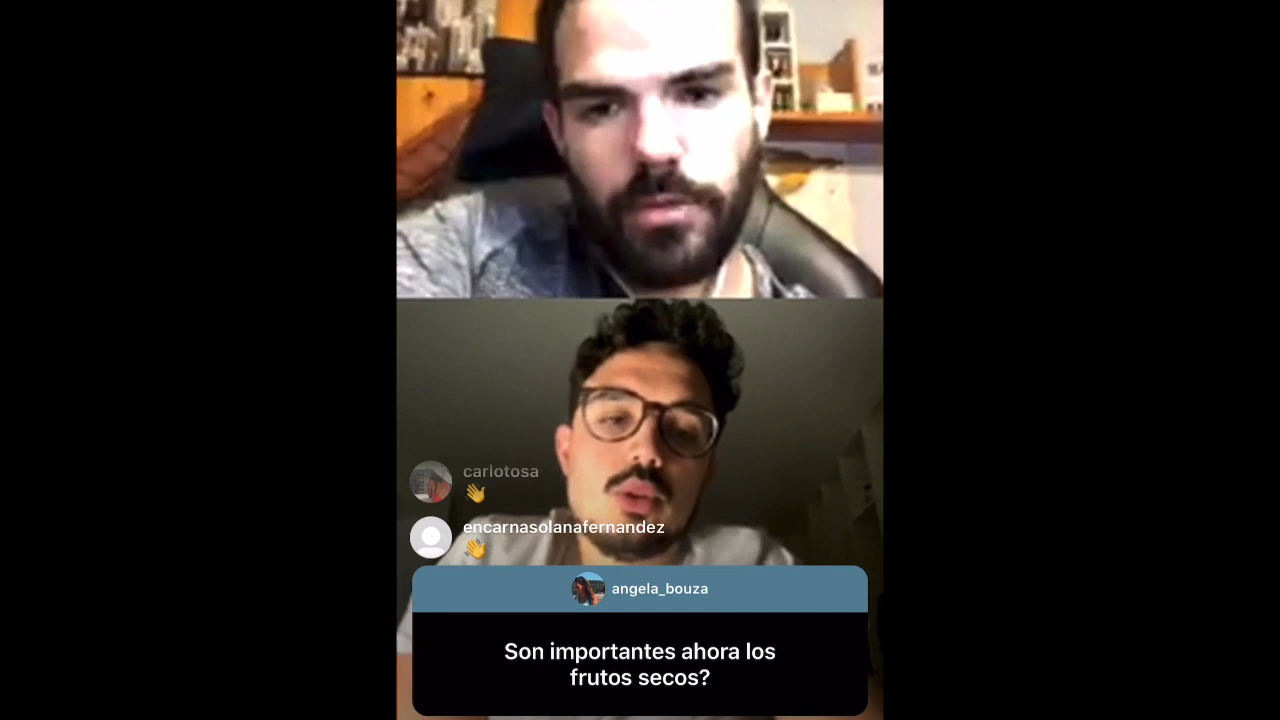 carlotosa
👋
encarnasolanafernandez
👋
angela_bouza
Son importantes ahora los
frutos secos?